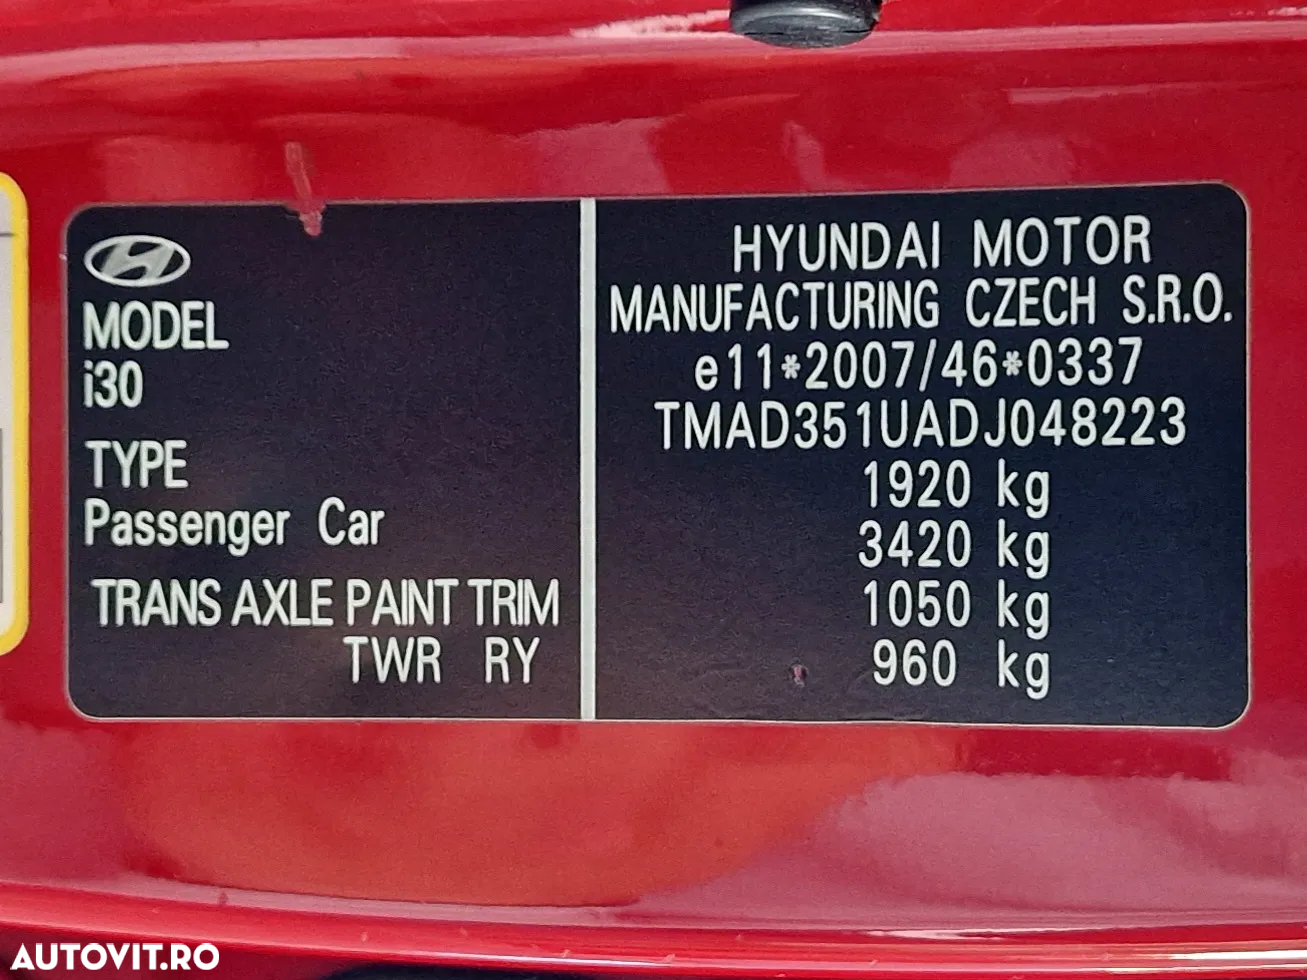 MODEL
i30
TYPE
Passenger Car
TRANS AXLE PAINT TRIM
TWR RY
HYUNDAI MOTOR
MANUFACTURING CZECH S.R.O.
e11*2007/46*0337
TMAD351UADJ048223
1920 kg
3420 kg
1050 kg
960 kg
AUTOVIT.RO